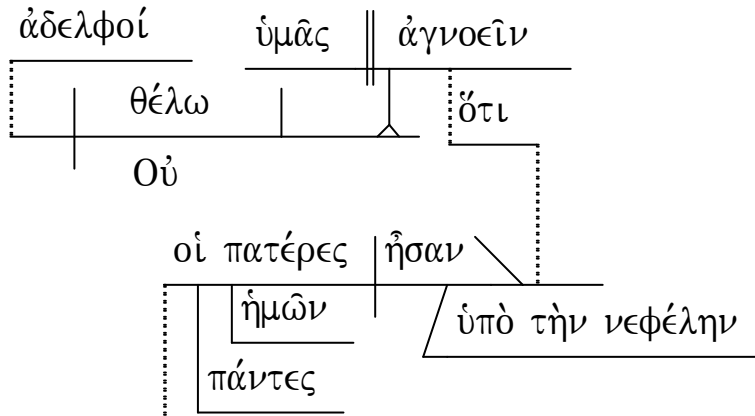 ἀδελφοί
ὑμᾶς ἀγνοεῖν
θέλω
ὅτι
Οὐ
οἱ πατέρες ἦσαν
ἡμῶν
ὑπὸ τὴν νεφέλην
πάντες